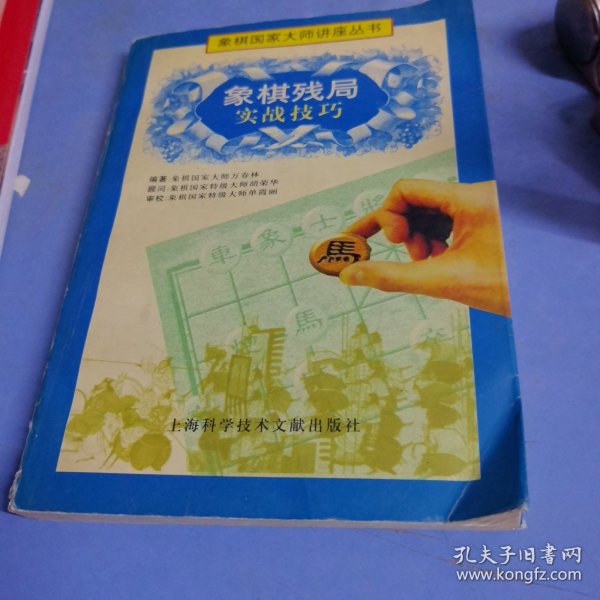 象棋国家大师讲座丛书
象棋残局
实战技巧
编著:象棋国家大师万春林
顾问:象棋国家特级大师胡荣华
审校:象棋国家特级大师单霞丽
車 象 士 將
馬
馬
卒
上海科学技术文献出版社
孔夫子旧书网
www.kongfz.com